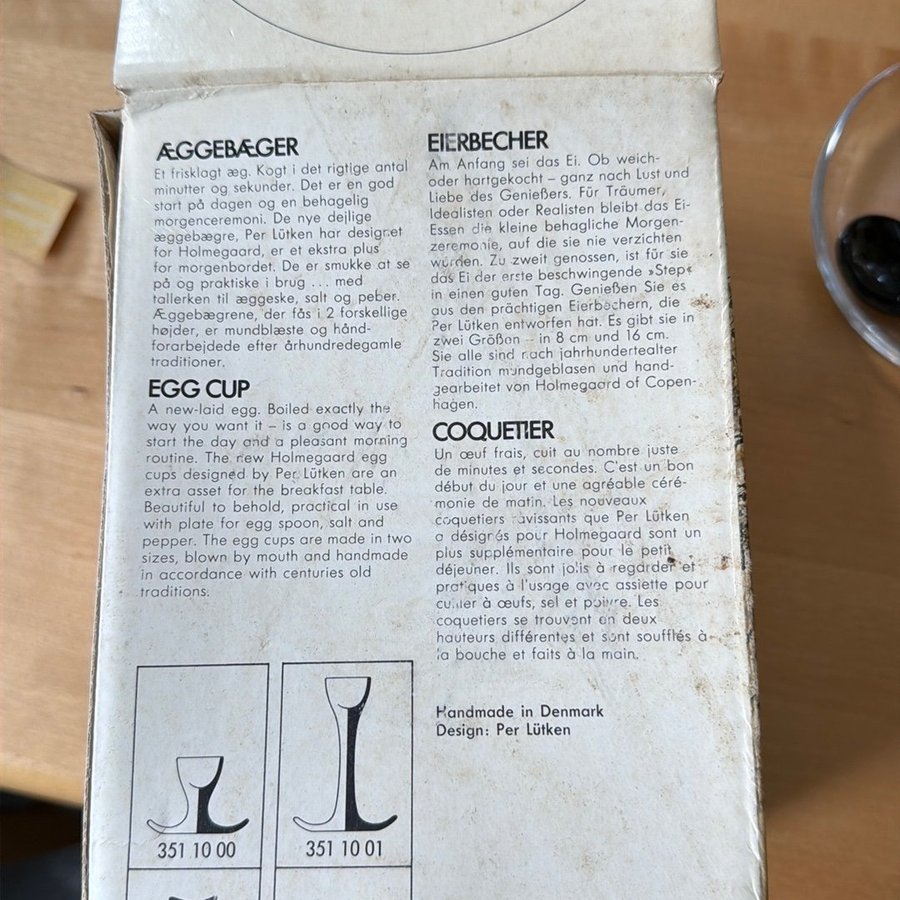 ÆGGEBÆGER
Et frisklagt æg. Kogt i det rigtige antal
minutter og sekunder. Det er en god
start på dagen og en behagelig
morgenceremoni. De nye dejlige
æggebægre, Per Lütken har designet
for Holmegaard, er et ekstra plus
for morgenbordet. De er smukke at se
på og praktiske i brug ... med
tallerken til æggeske, salt og peber.
Æggebægrene, der fås i 2 forskellige
højder, er mundblæste og hånd-
forarbejdede efter århundredegamle
traditioner.
EGG CUP
A new-laid egg. Boiled exactly the
way you want it – is a good way to
start the day and a pleasant morning
routine. The new Holmegaard egg
cups designed by Per Lütken are an
extra asset for the breakfast table.
Beautiful to behold, practical in use
with plate for egg spoon, salt and
pepper. The egg cups are made in two
sizes, blown by mouth and handmade
in accordance with centuries old
traditions.
351 10 00
351 10 01
EIERBECHER
Am Anfang sei das Ei. Ob weich-
oder hartgekocht – ganz nach Lust und
Liebe des Genießers. Für Träumer,
Idealisten oder Realisten bleibt das Ei-
Essen die kleine behagliche Morgen-
zeremonie, auf die sie nie verzichten
würden. Zu zweit genossen, ist für sie
das Ei der erste beschwingende »Step«
in einen guten Tag. Genießen Sie es
aus den prächtigen Eierbechern, die
Per Lütken entworfen hat. Es gibt sie in
zwei Größen – in 8 cm und 16 cm.
Sie alle sind nach jahrhundertealter
Tradition mundgeblasen und hand-
gearbeitet von Holmegaard of Copen-
hagen.
COQUETIER
Un œuf frais, cuit au nombre juste
de minutes et secondes. C'est un bon
début du jour et une agréable céré-
monie de matin. Les nouveaux
coquetiers ravissants que Per Lütken
a désignés pour Holmegaard sont un
plus supplémentaire pour le petit
déjeuner. Ils sont jolis à regarder et
pratiques à l'usage avec assiette pour
cuiller à œufs, sel et poivre. Les
coquetiers se trouvent en deux
hauteurs différentes et sont soufflés à
la bouche et faits à la main.
Handmade in Denmark
Design: Per Lütken